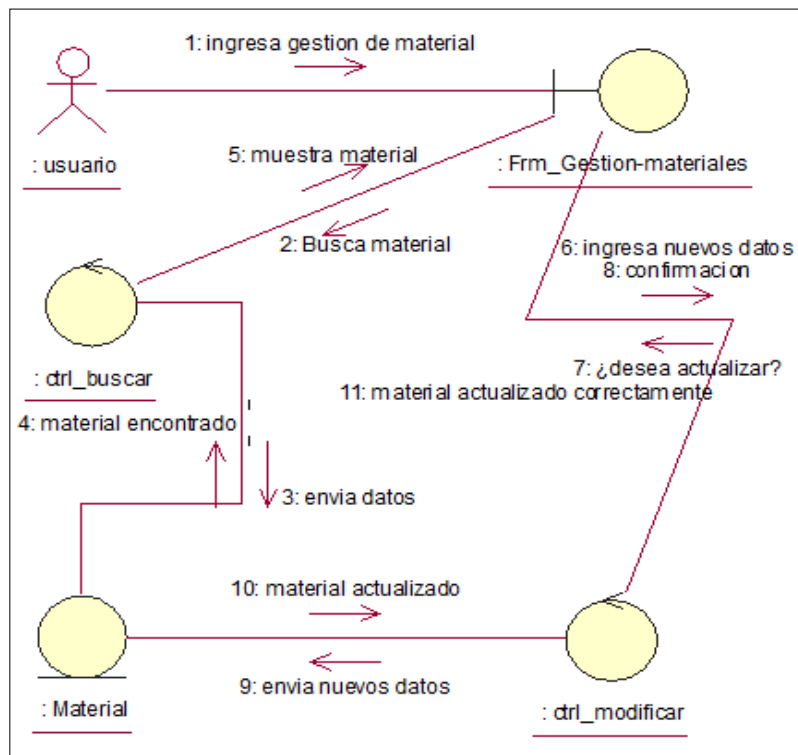 1: ingresa gestion de material
: usuario
5: muestra material
: Frm_Gestion-materiales
2: Busca material
6: ingresa nuevos datos
8: confirmacion
: ctrl_buscar
7: ¿desea actualizar?
11: material actualizado correctamente
4: material encontrado
3: envia datos
10: material actualizado
9: envia nuevos datos
: Material
: ctrl_modificar